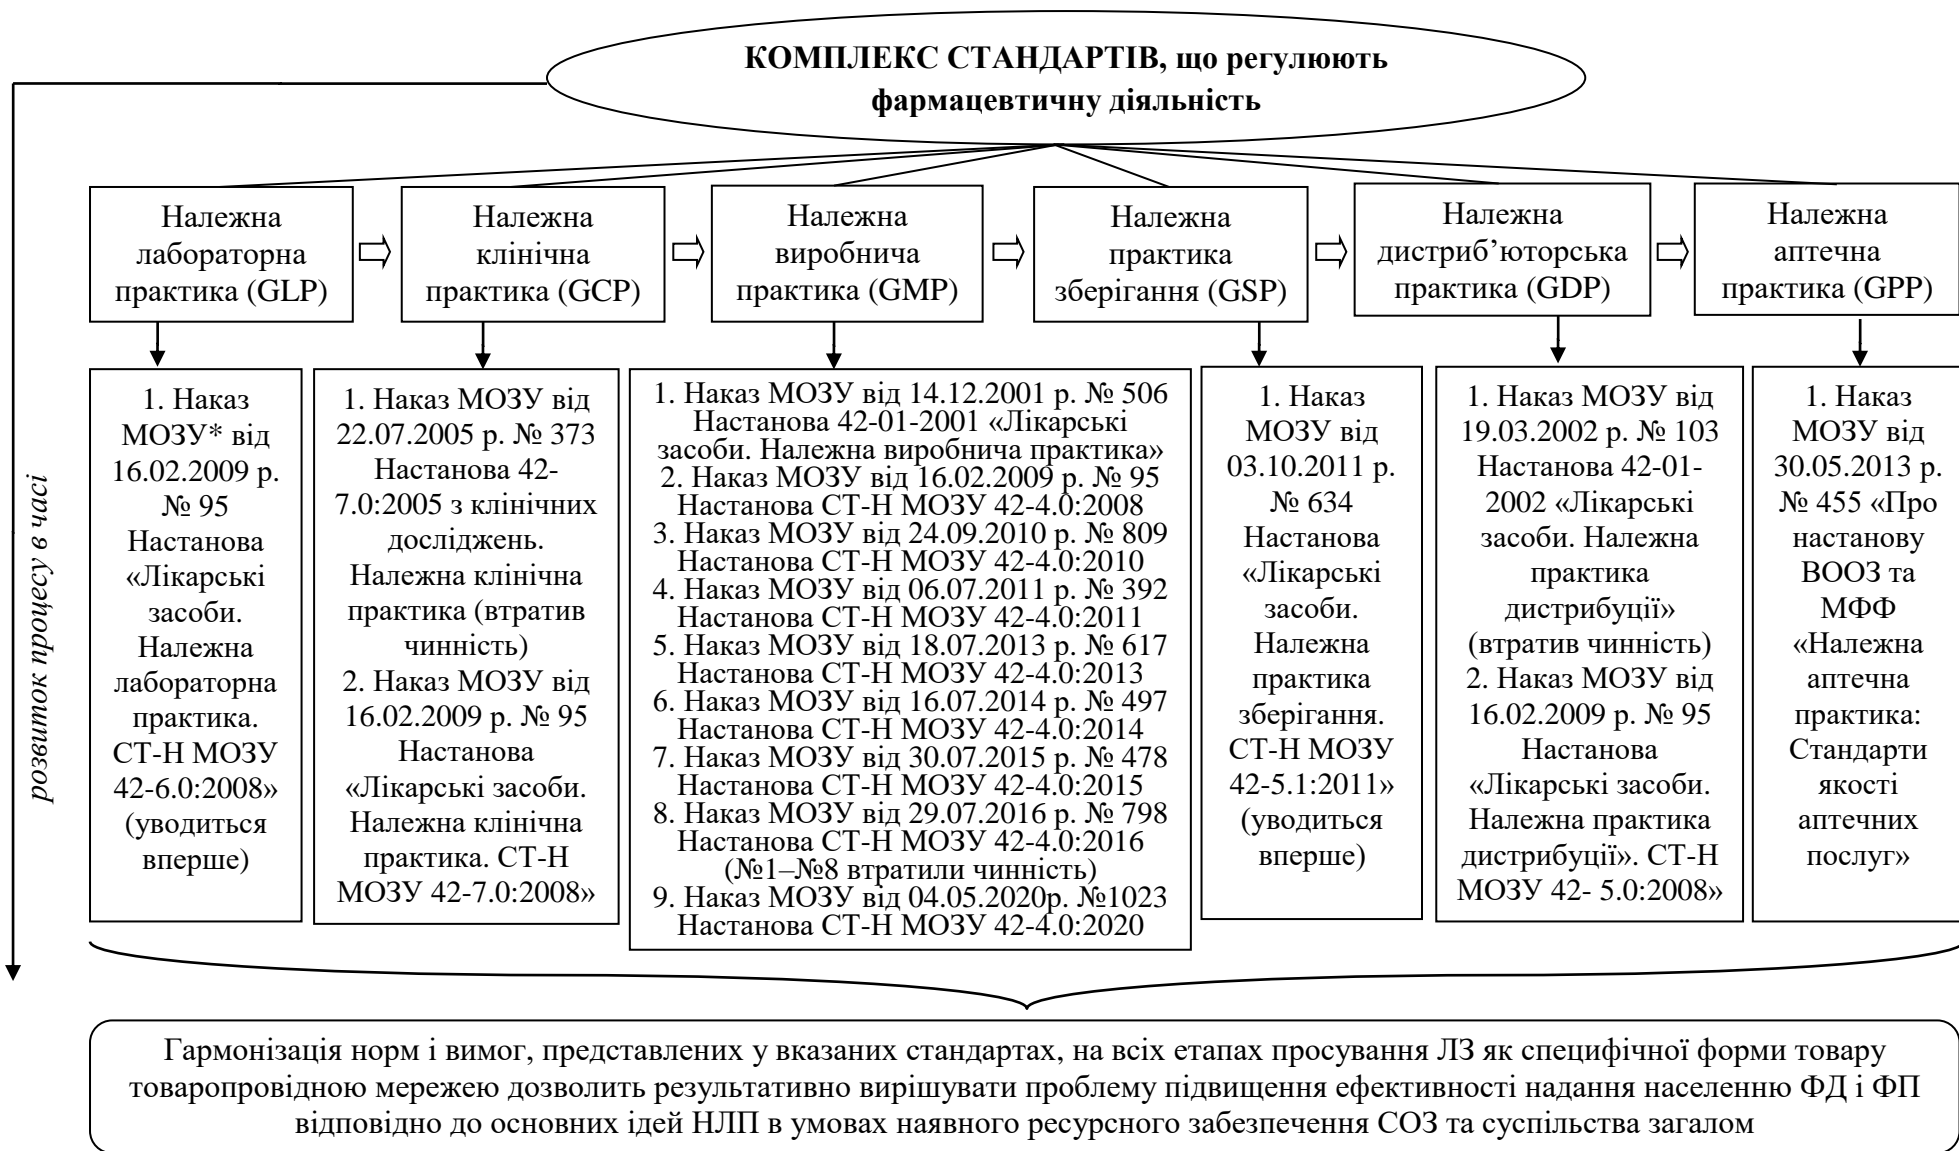 КОМПЛЕКС СТАНДАРТІВ, що регулюють
фармацевтичну діяльність
Належна
лабораторна
практика (GLP)
Належна
клінічна
практика (GCP)
Належна
виробнича
практика (GMP)
Належна
практика
зберігання (GSP)
Належна
дистриб’юторська
практика (GDP)
Належна
аптечна
практика (GPP)
розвиток процесу в часі
1. Наказ
МОЗУ* від
16.02.2009 р.
№ 95
Настанова
«Лікарські
засоби.
Належна
лабораторна
практика.
СТ-Н МОЗУ
42-6.0:2008»
(уводиться
вперше)
1. Наказ МОЗУ від
22.07.2005 р. № 373
Настанова 42-
7.0:2005 з клінічних
досліджень.
Належна клінічна
практика (втратив
чинність)
2. Наказ МОЗУ від
16.02.2009 р. № 95
Настанова
«Лікарські засоби.
Належна клінічна
практика. СТ-Н
МОЗУ 42-7.0:2008»
1. Наказ МОЗУ від 14.12.2001 р. № 506
Настанова 42-01-2001 «Лікарські
засоби. Належна виробнича практика»
2. Наказ МОЗУ від 16.02.2009 р. № 95
Настанова СТ-Н МОЗУ 42-4.0:2008
3. Наказ МОЗУ від 24.09.2010 р. № 809
Настанова СТ-Н МОЗУ 42-4.0:2010
4. Наказ МОЗУ від 06.07.2011 р. № 392
Настанова СТ-Н МОЗУ 42-4.0:2011
5. Наказ МОЗУ від 18.07.2013 р. № 617
Настанова СТ-Н МОЗУ 42-4.0:2013
6. Наказ МОЗУ від 16.07.2014 р. № 497
Настанова СТ-Н МОЗУ 42-4.0:2014
7. Наказ МОЗУ від 30.07.2015 р. № 478
Настанова СТ-Н МОЗУ 42-4.0:2015
8. Наказ МОЗУ від 29.07.2016 р. № 798
Настанова СТ-Н МОЗУ 42-4.0:2016
(№1–№8 втратили чинність)
9. Наказ МОЗУ від 04.05.2020р. №1023
Настанова СТ-Н МОЗУ 42-4.0:2020
1. Наказ
МОЗУ від
03.10.2011 р.
№ 634
Настанова
«Лікарські
засоби.
Належна
практика
зберігання.
СТ-Н МОЗУ
42-5.1:2011»
(уводиться
вперше)
1. Наказ МОЗУ від
19.03.2002 р. № 103
Настанова 42-01-
2002 «Лікарські
засоби. Належна
практика
дистрибуції»
(втратив чинність)
2. Наказ МОЗУ від
16.02.2009 р. № 95
Настанова
«Лікарські засоби.
Належна практика
дистрибуції». СТ-Н
МОЗУ 42- 5.0:2008»
1. Наказ
МОЗУ від
30.05.2013 р.
№ 455 «Про
настанову
ВООЗ та
МФФ
«Належна
аптечна
практика:
Стандарти
якості
аптечних
послуг»
Гармонізація норм і вимог, представлених у вказаних стандартах, на всіх етапах просування ЛЗ як специфічної форми товару
товаропровідною мережею дозволить результативно вирішувати проблему підвищення ефективності надання населенню ФД і ФП
відповідно до основних ідей НЛП в умовах наявного ресурсного забезпечення СОЗ та суспільства загалом